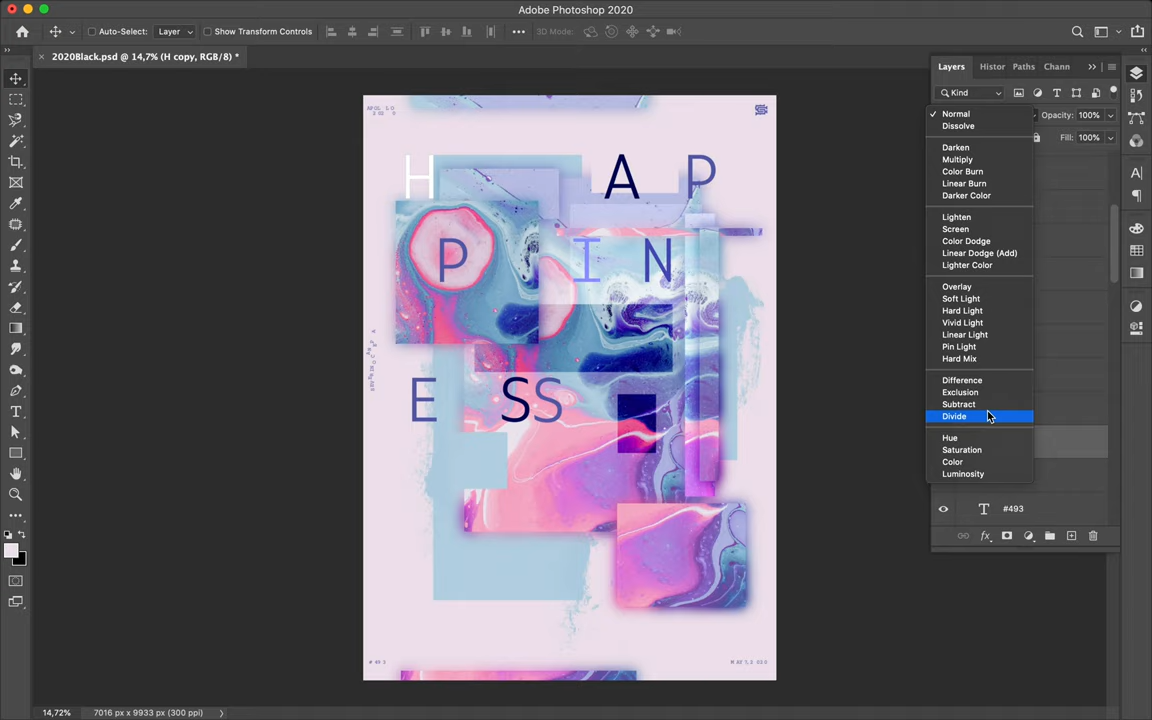 Adobe Photoshop 2020
Auto-Select: Layer Show Transform Controls 3D Mode:
2020Black.psd @ 14,7% (H copy, RGB/8) *
Layers Histor Paths Chann
Kind
Normal Opacity: 100%
Dissolve
Fill: 100%
Darken
Multiply
Color Burn
Linear Burn
Darker Color
Lighten
Screen
Color Dodge
Linear Dodge (Add)
Lighter Color
Overlay
Soft Light
Hard Light
Vivid Light
Linear Light
Pin Light
Hard Mix
Difference
Exclusion
Subtract
Divide
Hue
Saturation
Color
Luminosity
#493
H A P
P I N
E S S
# 49 3
14,72% 7016 px x 9933 px (300 ppi)